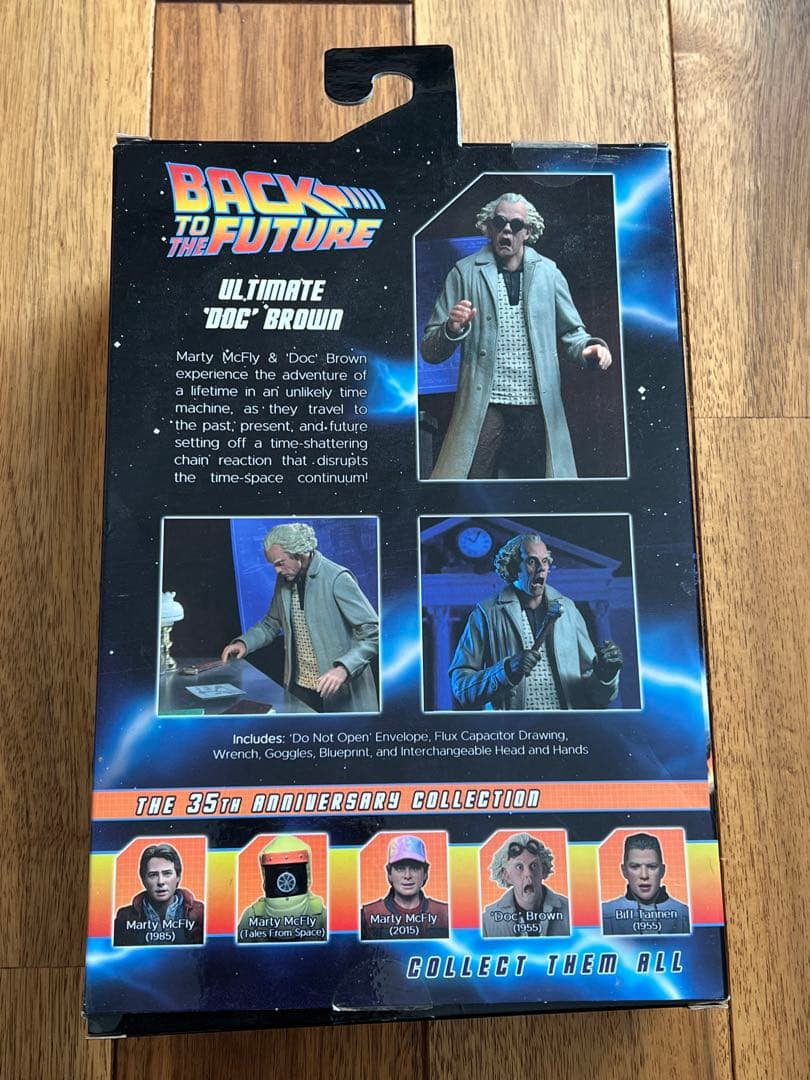 BACK
TO
THE FUTURE
ULTIMATE
'DOC' BROWN
Marty McFly & 'Doc' Brown
experience the adventure of
a lifetime in an unlikely time
machine, as they travel to
the past, present, and future
setting off a time-shattering
chain reaction that disrupts
the time-space continuum!
Includes: 'Do Not Open' Envelope, Flux Capacitor Drawing,
Wrench, Goggles, Blueprint, and Interchangeable Head and Hands
THE 35TH ANNIVERSARY COLLECTION
Marty McFly
(1985)
Marty McFly
(Tales From Space)
Marty McFly
(2015)
'Doc' Brown
(1955)
Biff Tannen
(1955)
COLLECT THEM ALL